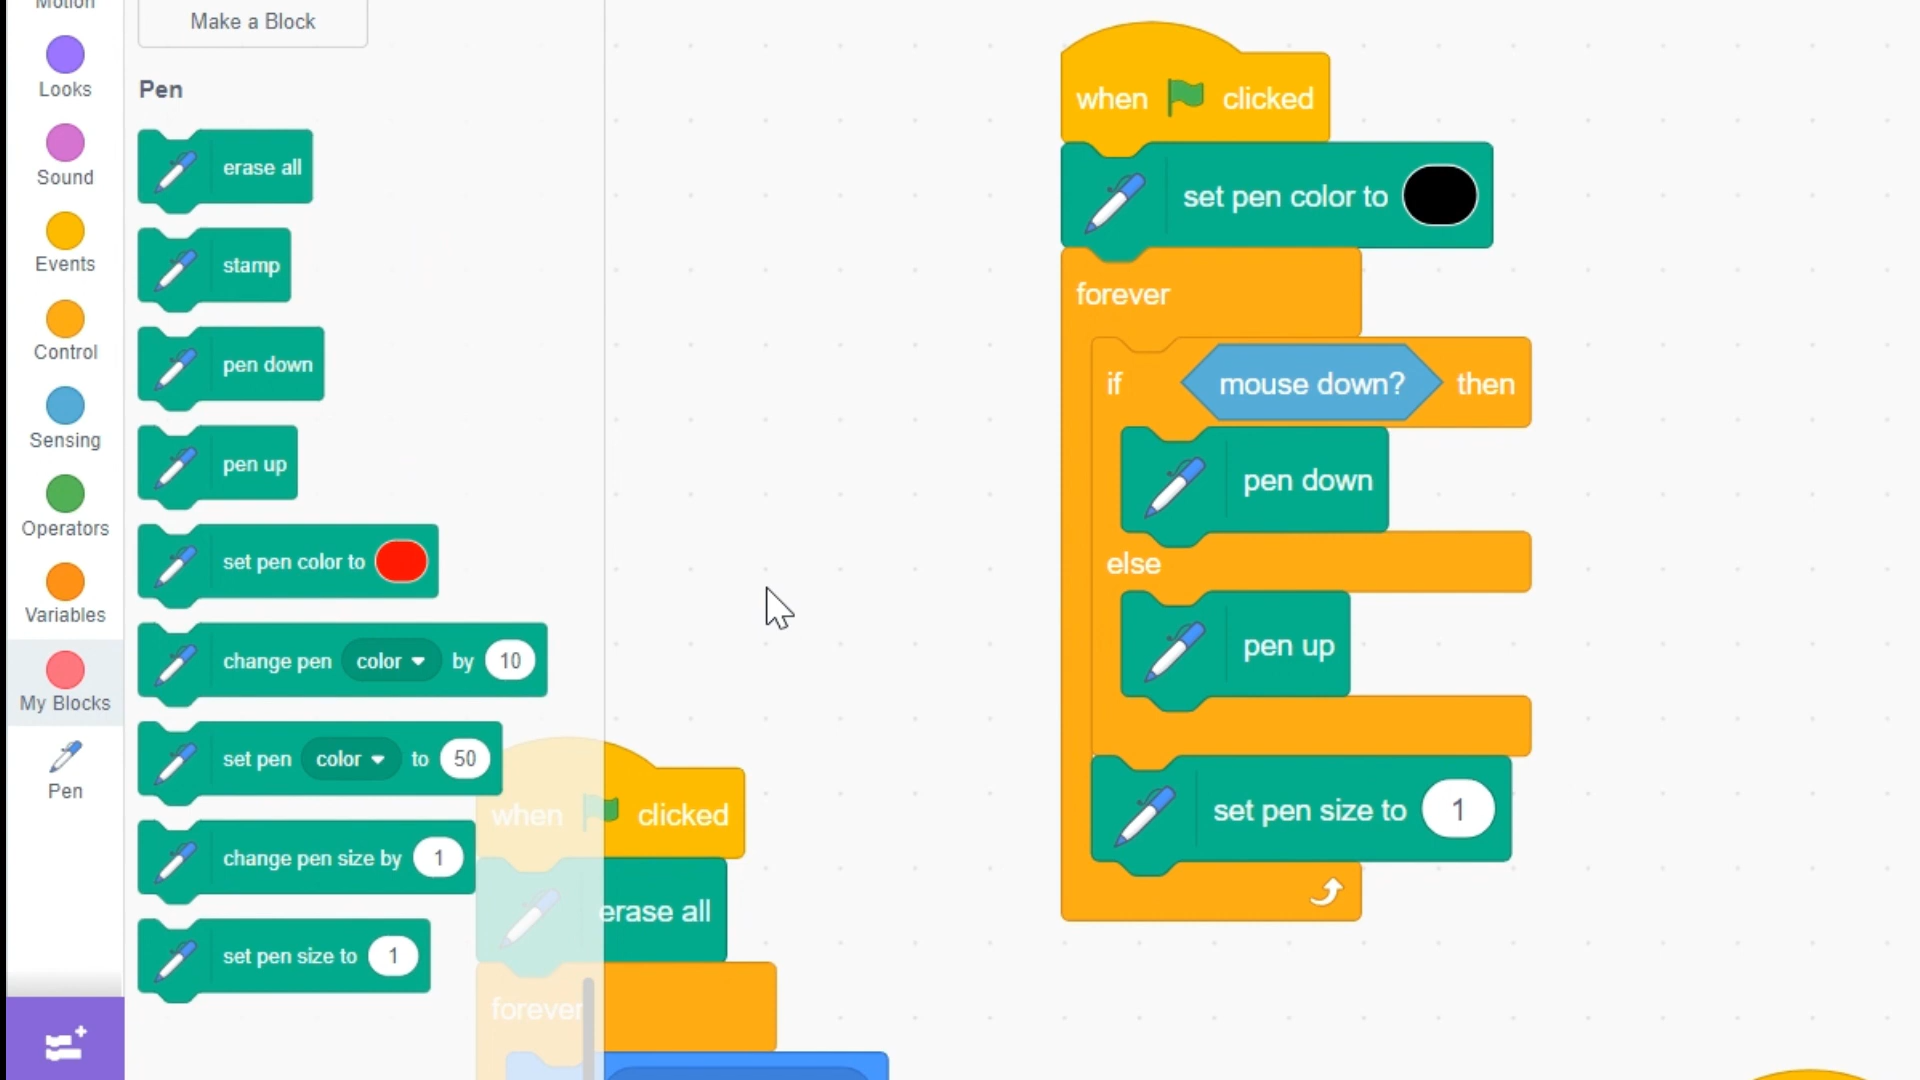 Motion
Looks
Sound
Events
Control
Sensing
Operators
Variables
My Blocks
Pen
Make a Block
Pen
erase all
stamp
pen down
pen up
set pen color to
change pen color by 10
set pen color to 50
change pen size by 1
set pen size to 1
when clicked
erase all
forever
when clicked
set pen color to
forever
if mouse down? then
pen down
else
pen up
set pen size to 1